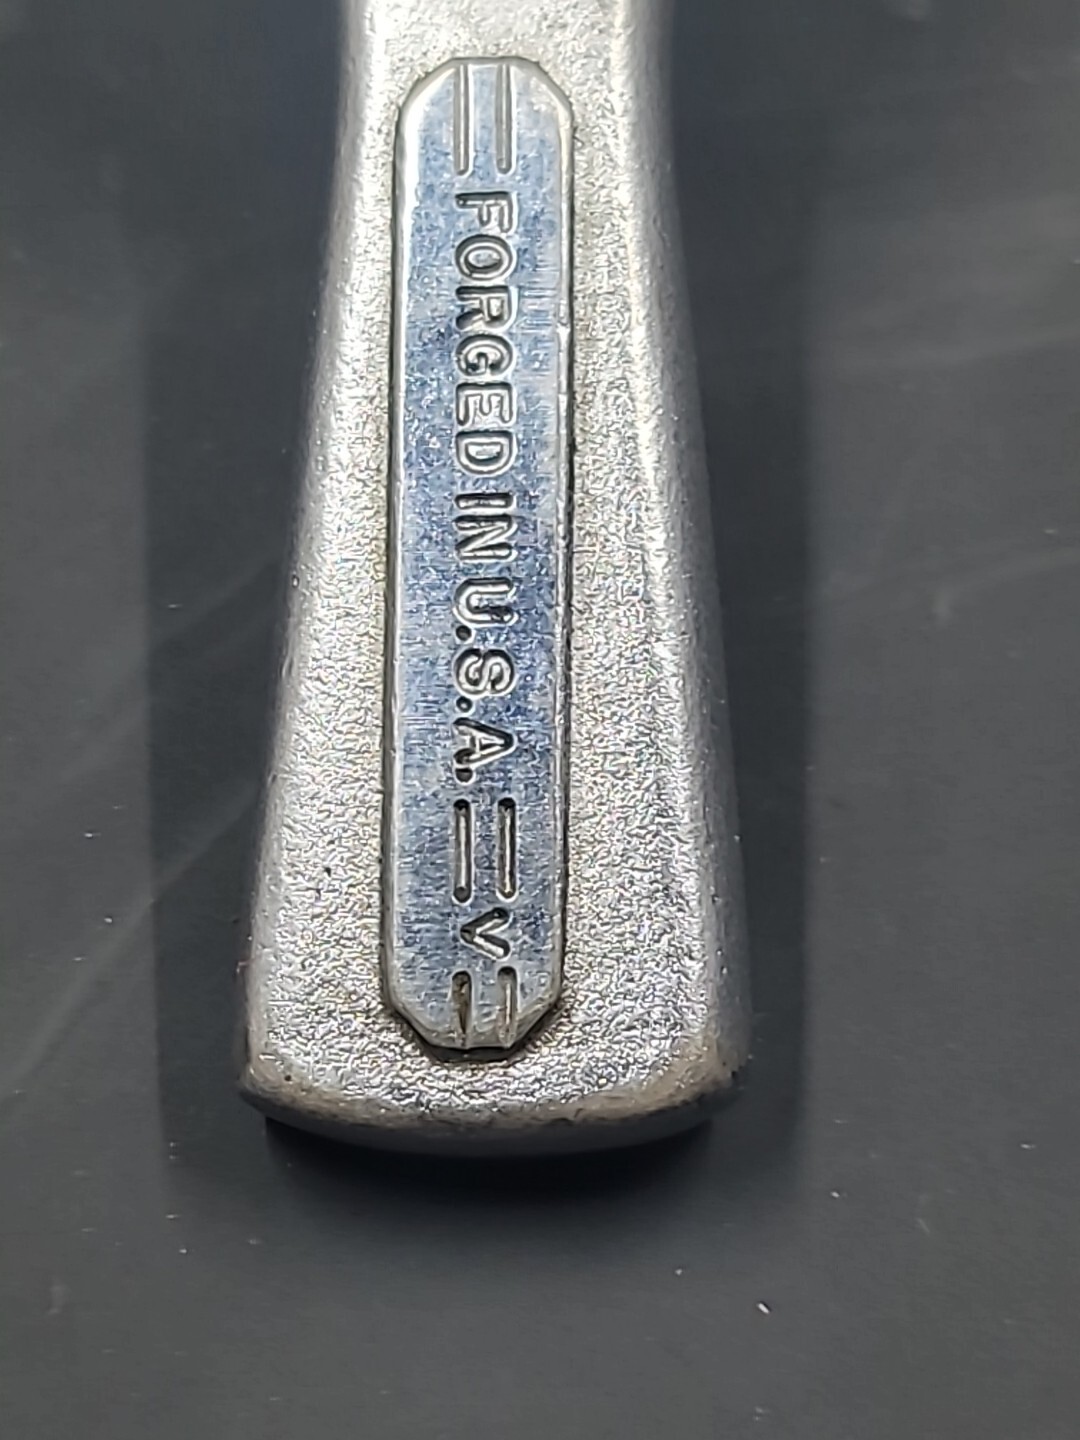 =FORGED IN U.S.A.=V=